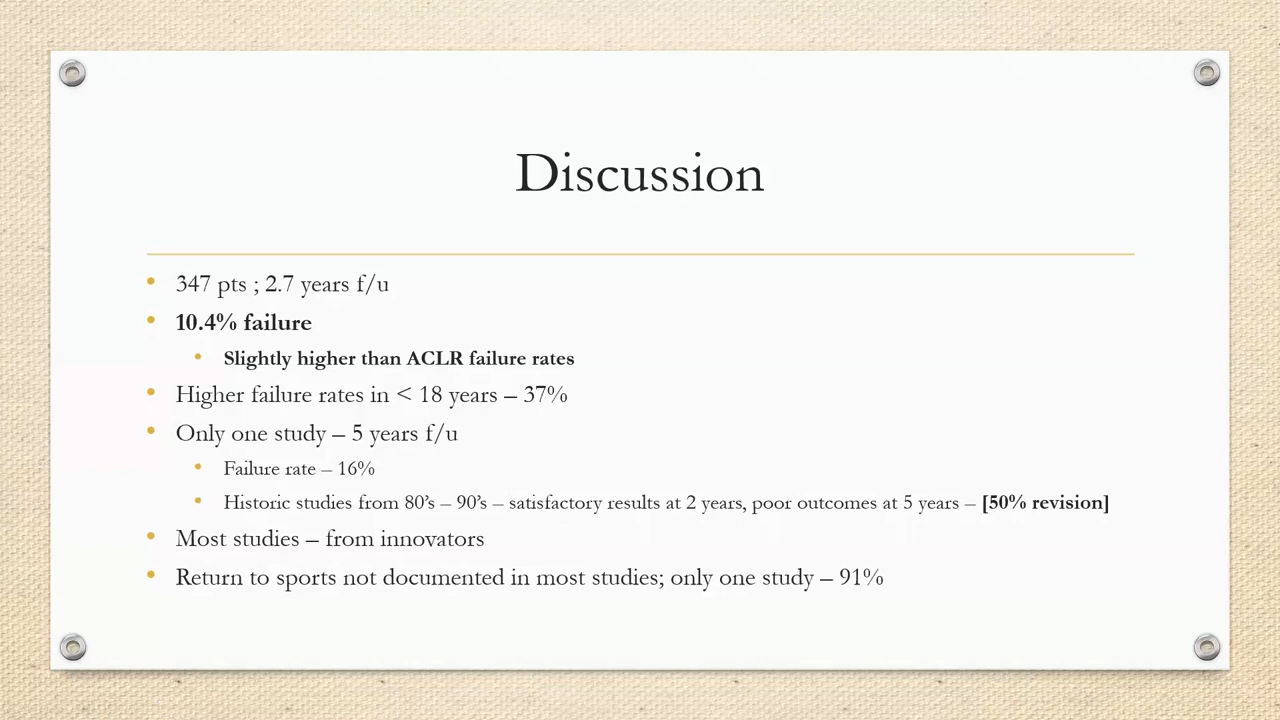 Discussion
• 347 pts ; 2.7 years f/u
• 10.4% failure
• Slightly higher than ACLR failure rates
• Higher failure rates in < 18 years – 37%
• Only one study – 5 years f/u
• Failure rate – 16%
• Historic studies from 80’s – 90’s – satisfactory results at 2 years, poor outcomes at 5 years – [50% revision]
• Most studies – from innovators
• Return to sports not documented in most studies; only one study – 91%